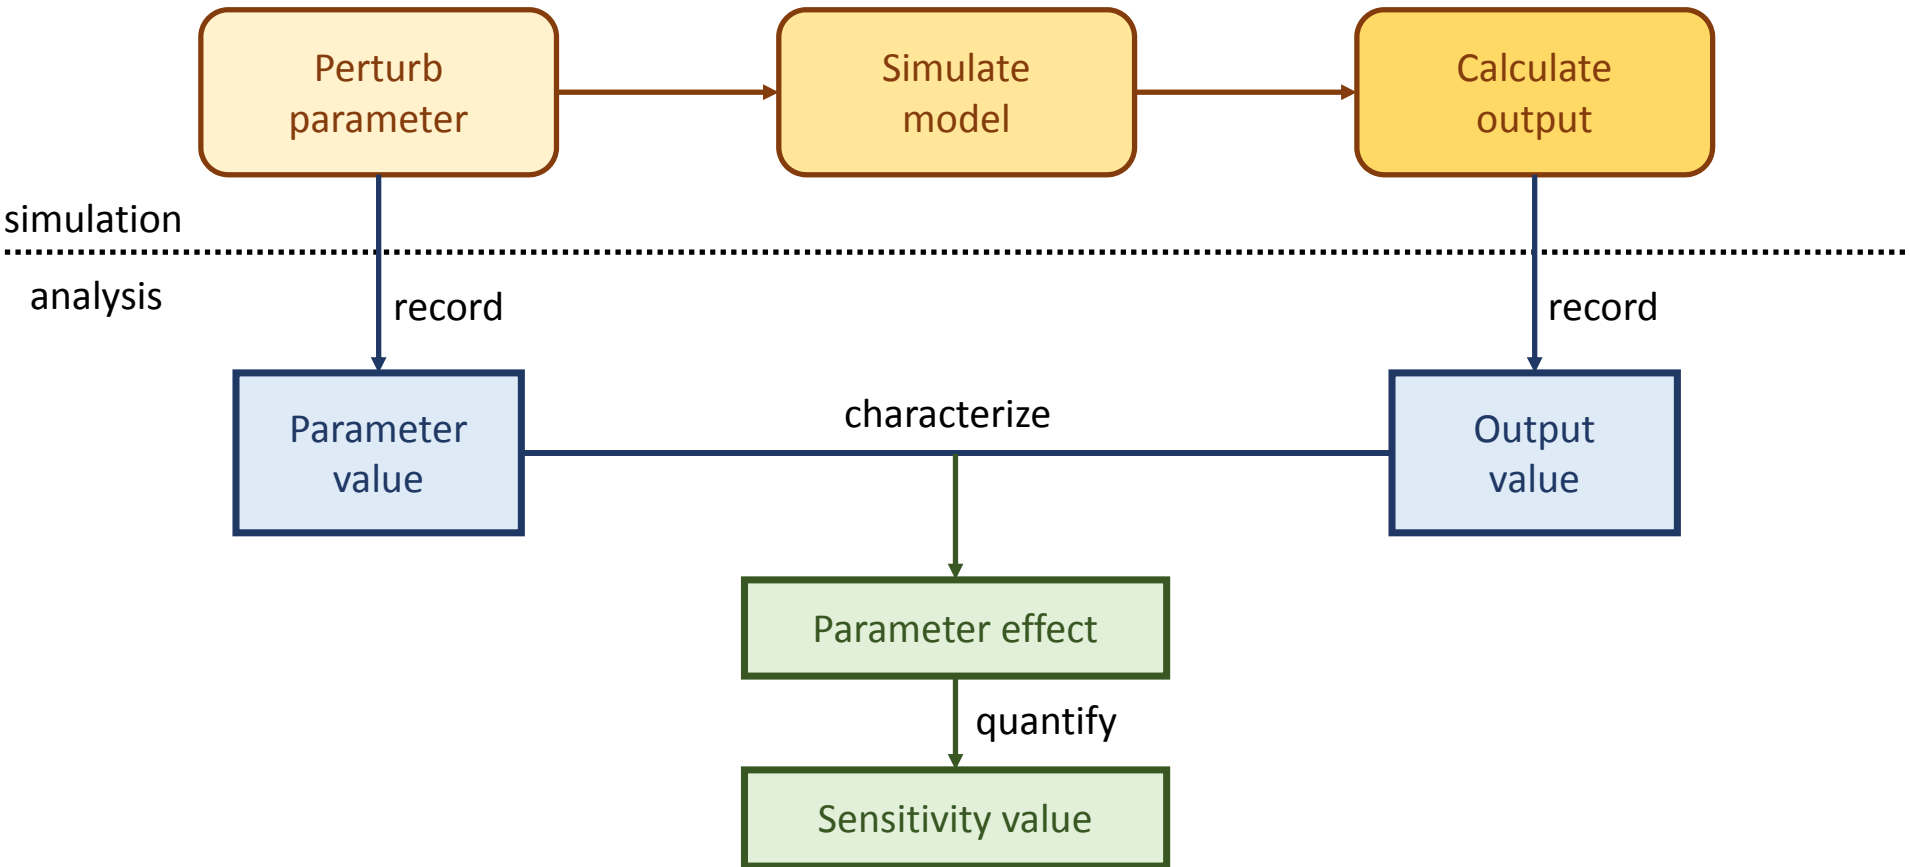 Perturb
parameter
Simulate
model
Calculate
output
simulation
analysis
record
record
Parameter
value
characterize
Output
value
Parameter effect
quantify
Sensitivity value